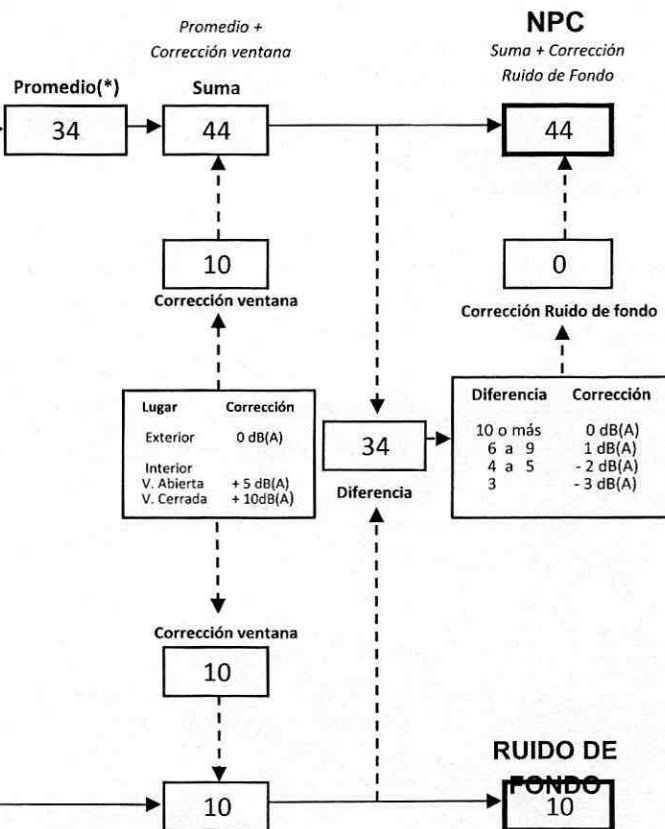 NPC
Promedio +
Corrección ventana
Suma + Corrección
Ruido de Fondo
Promedio(*)
Suma
34
44
44
10
0
Corrección ventana
Corrección Ruido de fondo
Lugar Corrección
Exterior 0 dB(A)
Interior
V. Abierta + 5 dB(A)
V. Cerrada + 10dB(A)
34
Diferencia
Diferencia Corrección
10 o más 0 dB(A)
6 a 9 1 dB(A)
4 a 5 - 2 dB(A)
3 - 3 dB(A)
Corrección ventana
10
10
RUIDO DE
FONDO
10